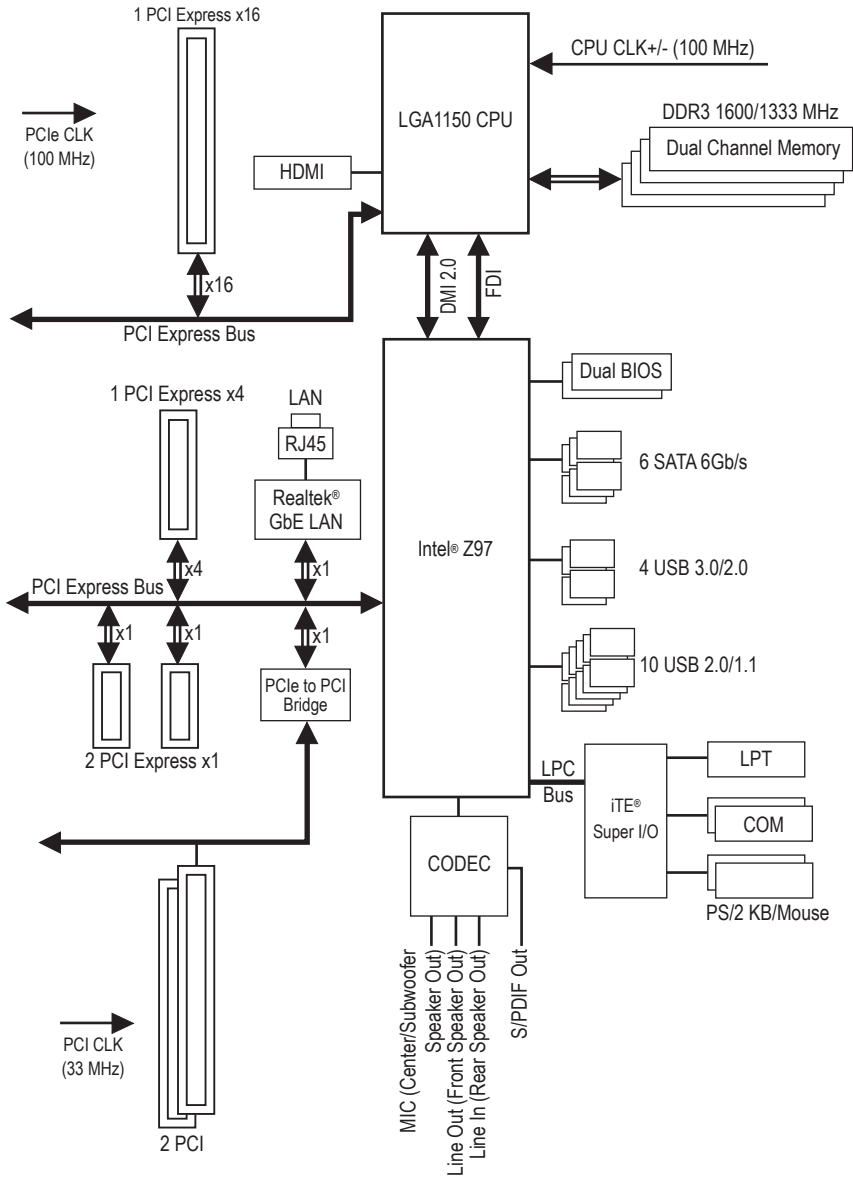 1 PCI Express x16
CPU CLK+/- (100 MHz)
LGA1150 CPU
DDR3 1600/1333 MHz
Dual Channel Memory
PCIe CLK
(100 MHz)
HDMI
x16
DMI 2.0
FDI
PCI Express Bus
Dual BIOS
1 PCI Express x4
LAN
RJ45
6 SATA 6Gb/s
Realtek®
GbE LAN
Intel® Z97
x4
x1
4 USB 3.0/2.0
PCI Express Bus
x1
x1
x1
10 USB 2.0/1.1
PCIe to PCI
Bridge
2 PCI Express x1
LPC
Bus
LPT
iTE®
Super I/O
COM
CODEC
PS/2 KB/Mouse
MIC (Center/Subwoofer
Speaker Out)
Line Out (Front Speaker Out)
Line In (Rear Speaker Out)
S/PDIF Out
PCI CLK
(33 MHz)
2 PCI